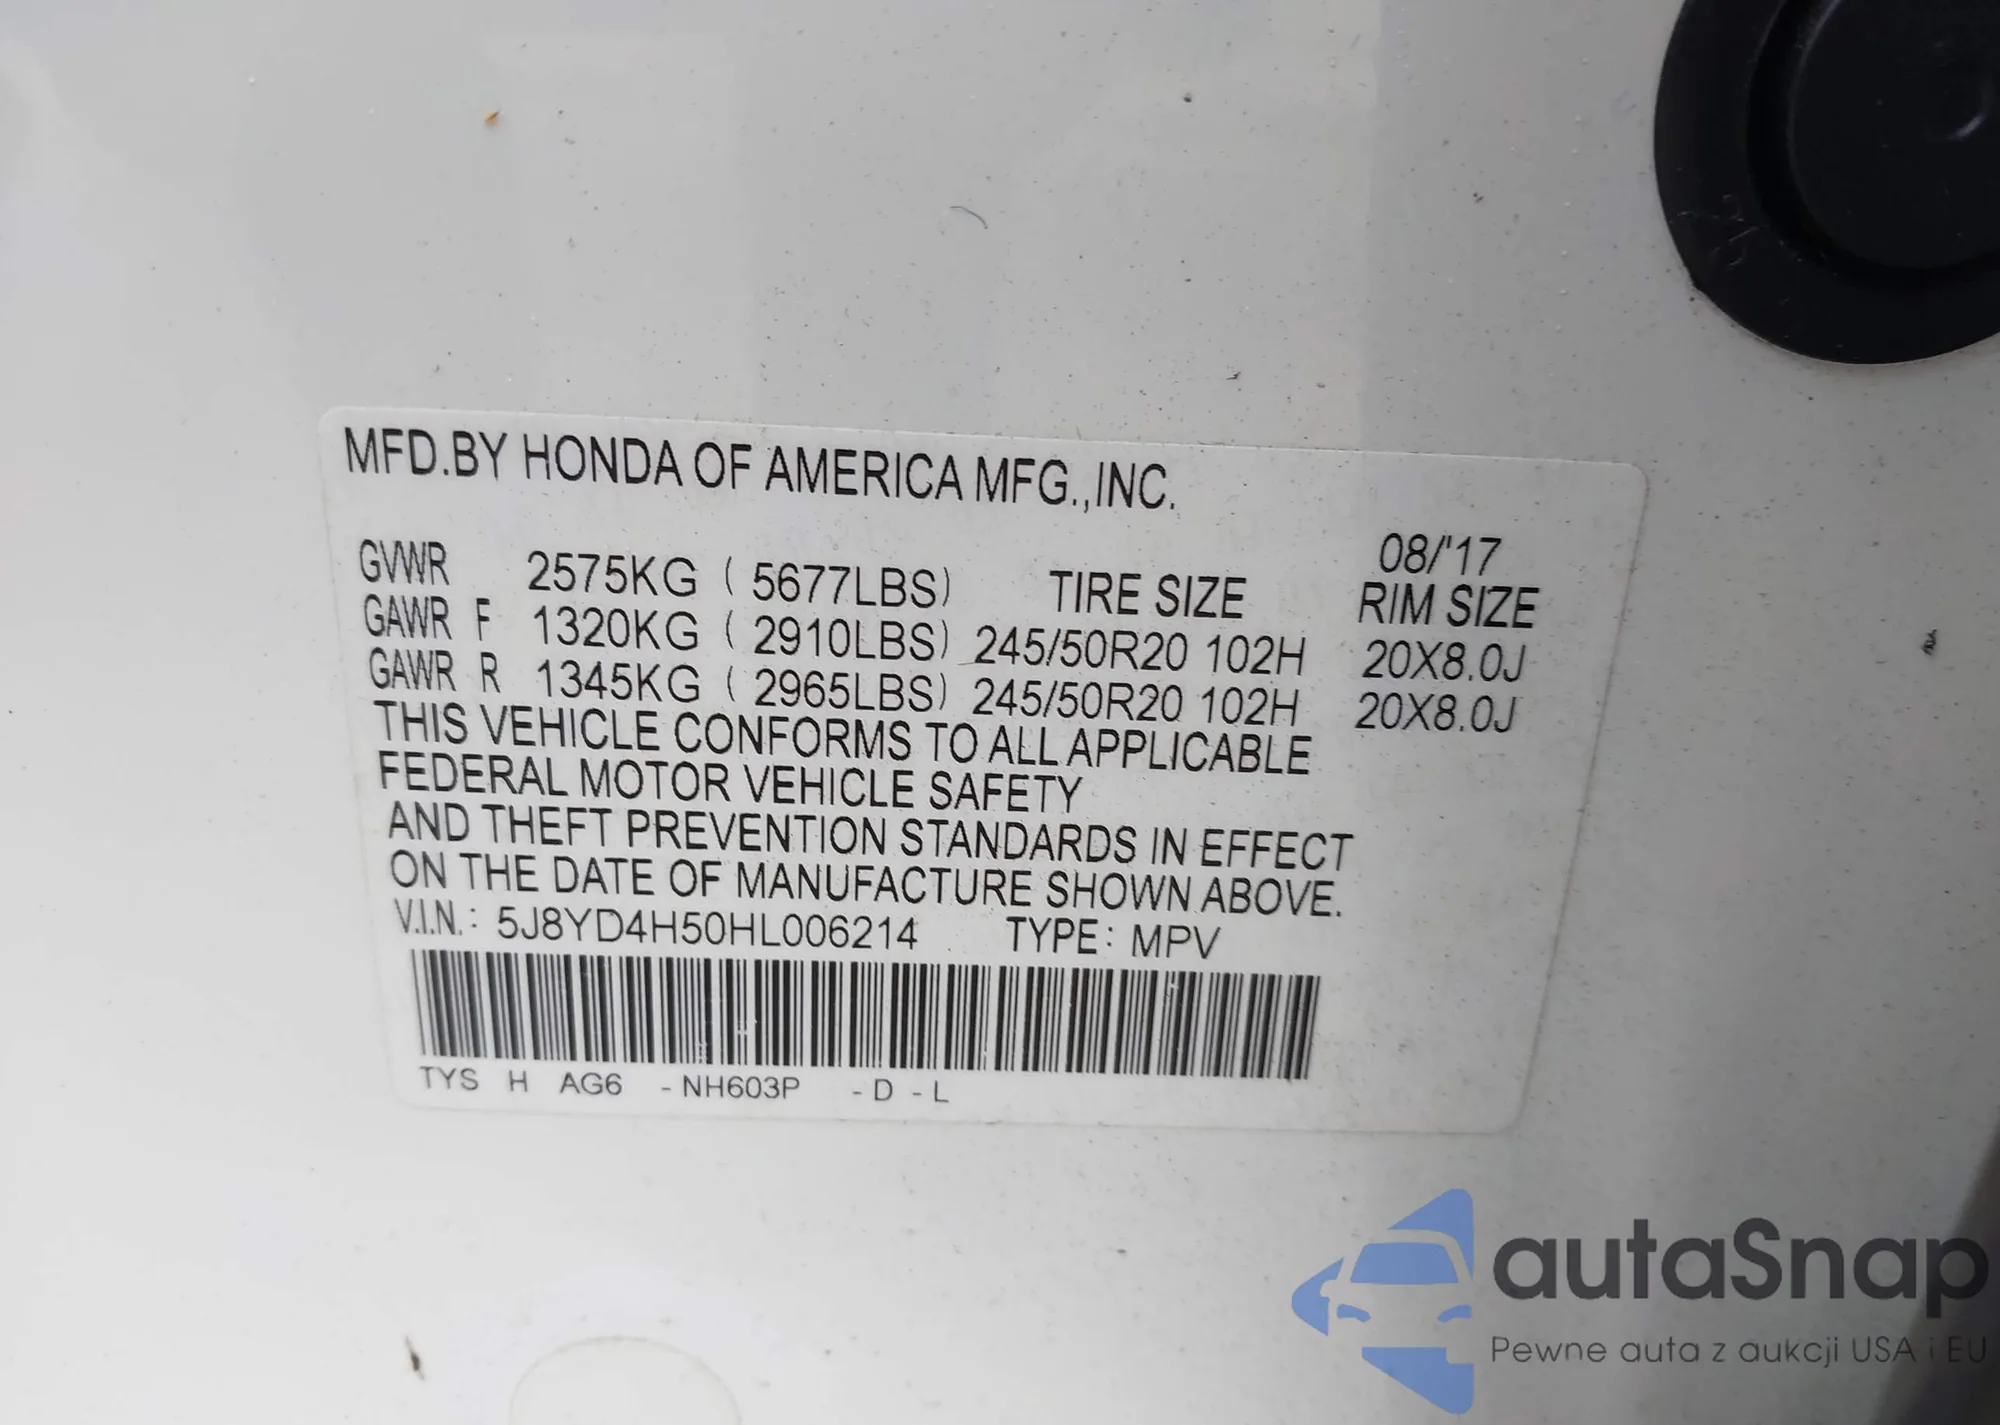 MFD.BY HONDA OF AMERICA MFG.,INC.
08/'17
GVWR 2575KG ( 5677LBS) TIRE SIZE RIM SIZE
GAWR F 1320KG ( 2910LBS) 245/50R20 102H 20X8.0J
GAWR R 1345KG ( 2965LBS) 245/50R20 102H 20X8.0J
THIS VEHICLE CONFORMS TO ALL APPLICABLE
FEDERAL MOTOR VEHICLE SAFETY
AND THEFT PREVENTION STANDARDS IN EFFECT
ON THE DATE OF MANUFACTURE SHOWN ABOVE.
V.I.N.: 5J8YD4H50HL006214 TYPE: MPV
TYS H AG6 -NH603P -D -L
autaSnap
Pewne auta z aukcji USA i EU